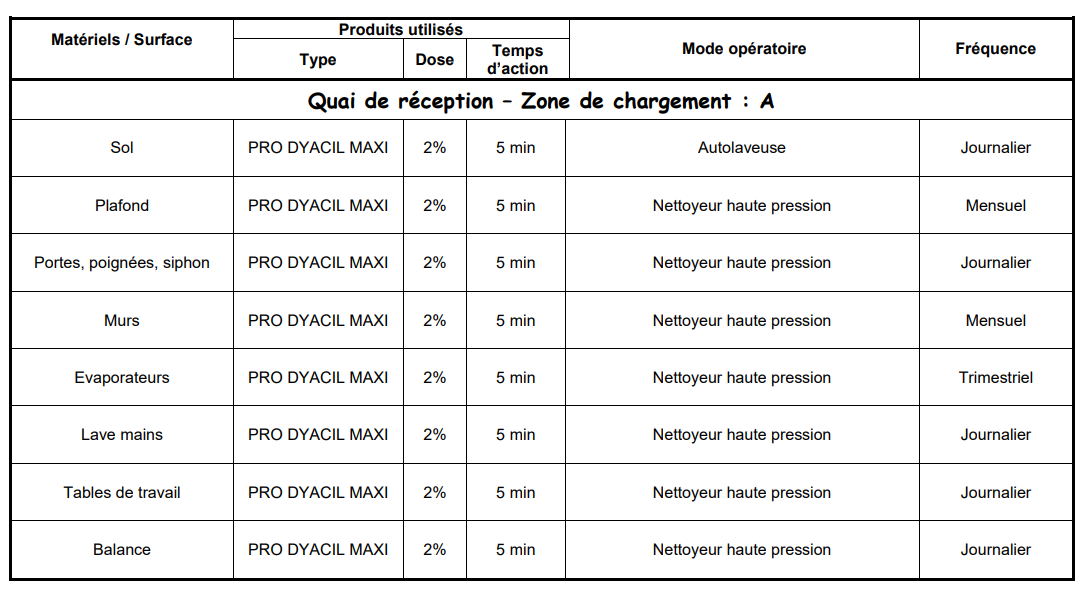 Matériels / Surface
Produits utilisés
Type
Dose
Temps
d’action
Mode opératoire
Fréquence
Quai de réception – Zone de chargement : A
Sol PRO DYACIL MAXI 2% 5 min Autolaveuse Journalier
Plafond PRO DYACIL MAXI 2% 5 min Nettoyeur haute pression Mensuel
Portes, poignées, siphon PRO DYACIL MAXI 2% 5 min Nettoyeur haute pression Journalier
Murs PRO DYACIL MAXI 2% 5 min Nettoyeur haute pression Mensuel
Evaporateurs PRO DYACIL MAXI 2% 5 min Nettoyeur haute pression Trimestriel
Lave mains PRO DYACIL MAXI 2% 5 min Nettoyeur haute pression Journalier
Tables de travail PRO DYACIL MAXI 2% 5 min Nettoyeur haute pression Journalier
Balance PRO DYACIL MAXI 2% 5 min Nettoyeur haute pression Journalier